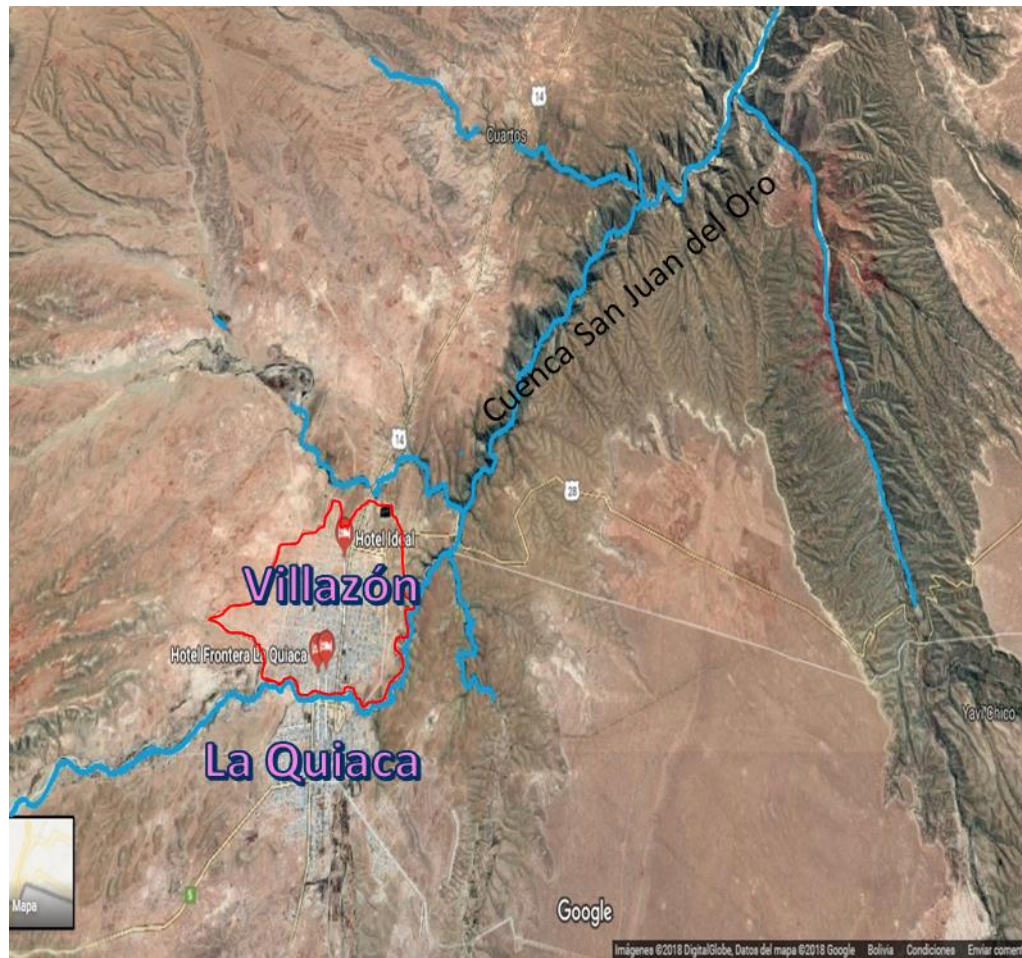 14
Cuartos
Cuenca San Juan del Oro
14
28
Hotel Ideal
Villazón
Hotel Frontera La Quiaca
Yavi Chico
La Quiaca
5
Mapa
Google
Imágenes ©2018 DigitalGlobe, Datos del mapa ©2018 Google Bolivia Condiciones Enviar coment